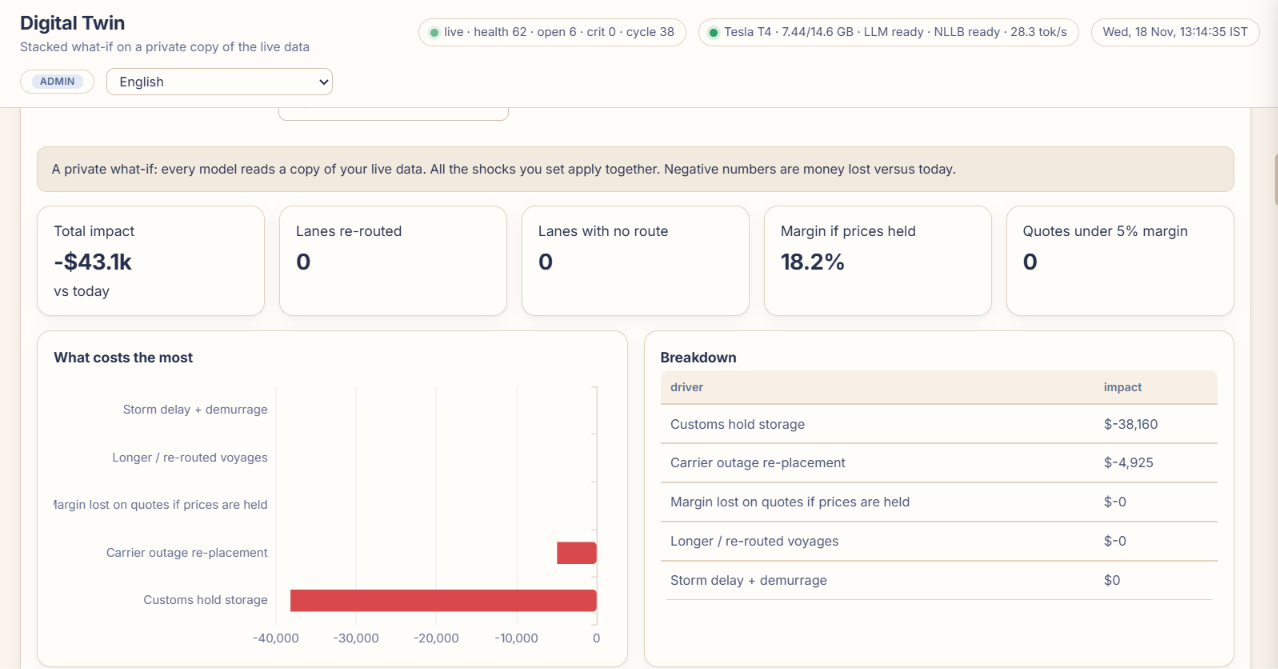 Digital Twin
Stacked what-if on a private copy of the live data
live · health 62 · open 6 · crit 0 · cycle 38
Tesla T4 · 7.44/14.6 GB · LLM ready · NLLB ready · 28.3 tok/s
Wed, 18 Nov, 13:14:35 IST
ADMIN
English
A private what-if: every model reads a copy of your live data. All the shocks you set apply together. Negative numbers are money lost versus today.
Total impact
-$43.1k
vs today
Lanes re-routed
0
Lanes with no route
0
Margin if prices held
18.2%
Quotes under 5% margin
0
What costs the most
Storm delay + demurrage
Longer / re-routed voyages
Margin lost on quotes if prices are held
Carrier outage re-placement
Customs hold storage
-40,000 -30,000 -20,000 -10,000 0
Breakdown
driver impact
Customs hold storage $-38,160
Carrier outage re-placement $-4,925
Margin lost on quotes if prices are held $-0
Longer / re-routed voyages $-0
Storm delay + demurrage $0